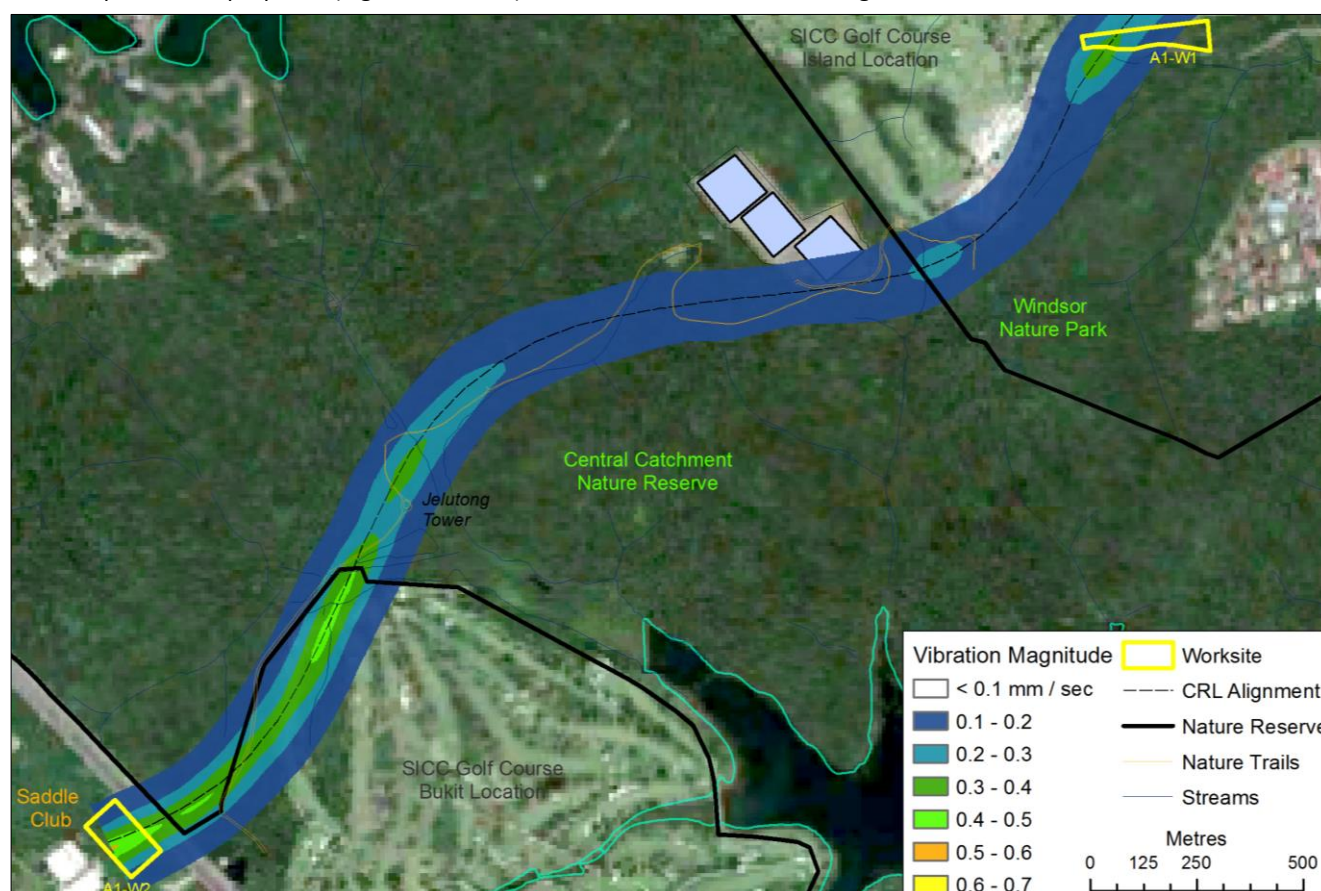 SICC Golf Course
Island Location
A1-W1
Windsor
Nature Park
Central Catchment
Nature Reserve
Jelutong
Tower
SICC Golf Course
Bukit Location
Saddle
Club
A1-W2
Vibration Magnitude
< 0.1 mm / sec
0.1 - 0.2
0.2 - 0.3
0.3 - 0.4
0.4 - 0.5
0.5 - 0.6
0.6 - 0.7
Worksite
CRL Alignment
Nature Reserve
Nature Trails
Streams
Metres
0 125 250 500